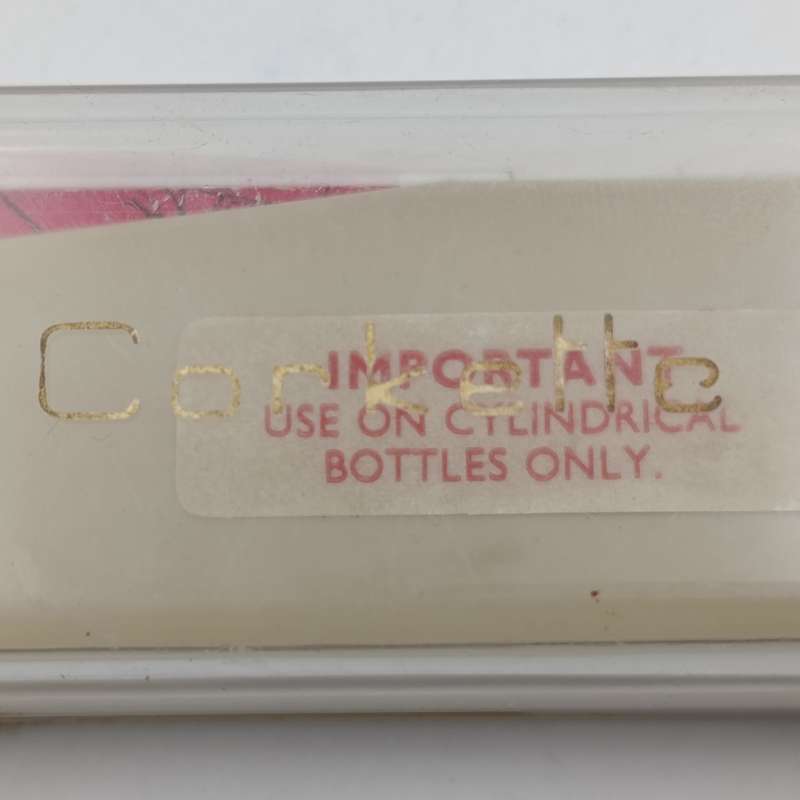 Corkette
IMPORTANT
USE ON CYLINDRICAL
BOTTLES ONLY.